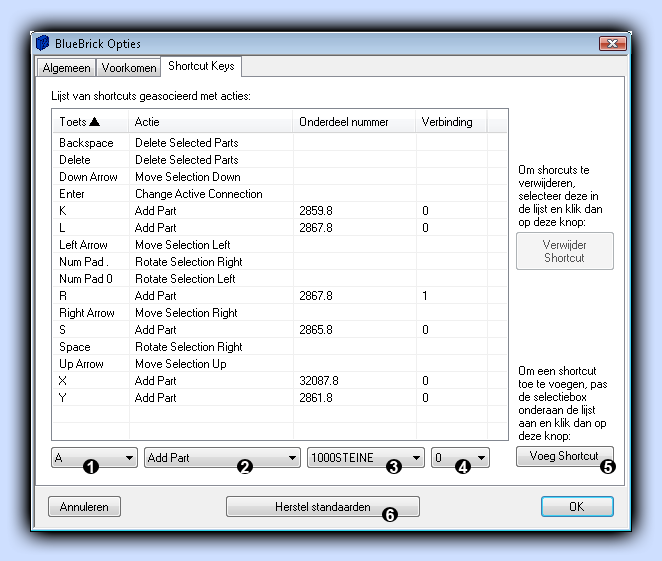 BlueBrick Opties
Algemeen Voorkomen Shortcut Keys
Lijst van shortcuts geasocieerd met acties:
Toets Actie Onderdeel nummer Verbinding
Backspace Delete Selected Parts
Delete Delete Selected Parts
Down Arrow Move Selection Down
Enter Change Active Connection
K Add Part 2859.8 0
L Add Part 2867.8 0
Left Arrow Move Selection Left
Num Pad . Rotate Selection Right
Num Pad 0 Rotate Selection Left
R Add Part 2867.8 1
Right Arrow Move Selection Right
S Add Part 2865.8 0
Space Rotate Selection Right
Up Arrow Move Selection Up
X Add Part 32087.8 0
Y Add Part 2861.8 0
Om shorcuts te
verwijderen,
selecteer deze in
de lijst en klik dan
op deze knop:
Verwijder
Shortcut
Om een shortcut
toe te voegen, pas
de selectiebox
onderaan de lijst
aan en klik dan op
deze knop:
A 1 Add Part 2 1000STEINE 3 0 4 Voeg Shortcut 5
Annuleren Herstel standaarden 6 OK